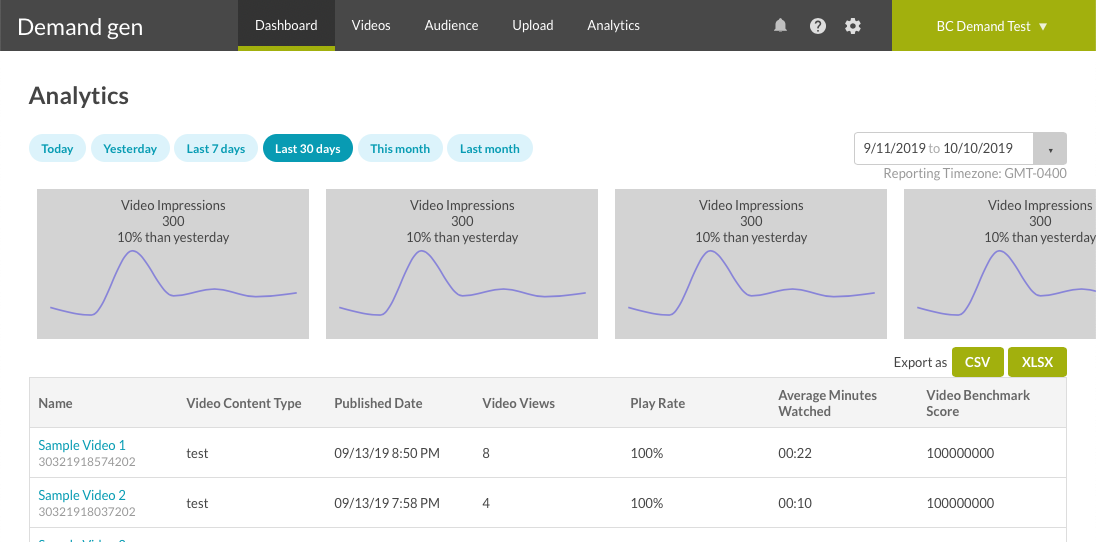 Demand gen Dashboard Videos Audience Upload Analytics BC Demand Test ▼
Analytics
Today Yesterday Last 7 days Last 30 days This month Last month 9/11/2019 to 10/10/2019
Reporting Timezone: GMT-0400
Video Impressions Video Impressions Video Impressions Video Impressions
300 300 300 300
10% than yesterday 10% than yesterday 10% than yesterday 10% than yesterday
Export as CSV XLSX
Name Video Content Type Published Date Video Views Play Rate Average Minutes Watched Video Benchmark Score
Sample Video 1 test 09/13/19 8:50 PM 8 100% 00:22 100000000
30321918574202
Sample Video 2 test 09/13/19 7:58 PM 4 100% 00:10 100000000
30321918037202